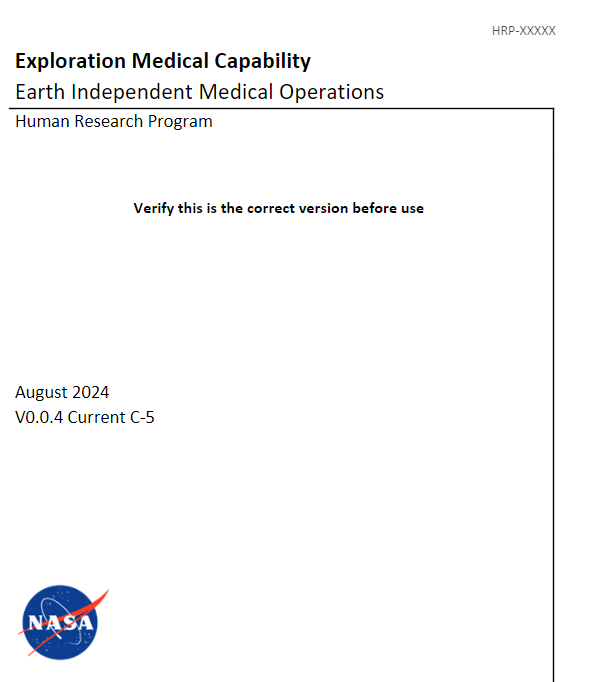 HRP-XXXXX
Exploration Medical Capability
Earth Independent Medical Operations
Human Research Program
Verify this is the correct version before use
August 2024
V0.0.4 Current C-5
NASA